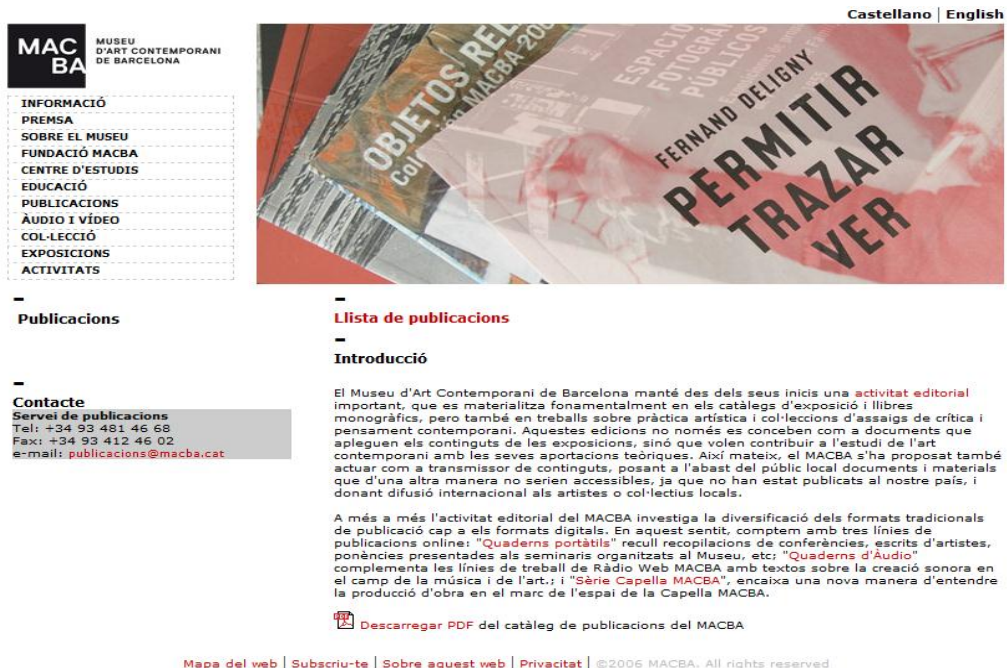 Castellano | English
MAC
BA
MUSEU
D'ART CONTEMPORANI
DE BARCELONA
INFORMACIÓ
PREMSA
SOBRE EL MUSEU
FUNDACIÓ MACBA
CENTRE D'ESTUDIS
EDUCACIÓ
PUBLICACIONS
ÀUDIO I VÍDEO
COL·LECCIÓ
EXPOSICIONS
ACTIVITATS
OBJETOS REL
MACBA 200
ESPACIO
FOTOGRÁF
PÚBLICOS
FERNAND DELIGNY
PERMITIR
TRAZAR
VER
Publicacions
Contacte
Servei de publicacions
Tel: +34 93 481 46 68
Fax: +34 93 412 46 02
e-mail: publicacions@macba.cat
Llista de publicacions
Introducció
El Museu d'Art Contemporani de Barcelona manté des dels seus inicis una activitat editorial
important, que es materialitza fonamentalment en els catàlegs d'exposició i llibres
monogràfics, pero també en treballs sobre pràctica artística i col·leccions d'assaigs de crítica i
pensament contemporani. Aquestes edicions no només es conceben com a documents que
apleguen els continguts de les exposicions, sinó que volen contribuir a l'estudi de l'art
contemporani amb les seves aportacions teòriques. Així mateix, el MACBA s'ha proposat també
actuar com a transmissor de continguts, posant a l'abast del públic local documents i materials
que d'una altra manera no serien accessibles, ja que no han estat publicats al nostre país, i
donant difusió internacional als artistes o col·lectius locals.
A més a més l'activitat editorial del MACBA investiga la diversificació dels formats tradicionals
de publicació cap a els formats digitals. En aquest sentit, comptem amb tres línies de
publicacions online: "Quaderns portàtils" recull recopilacions de conferències, escrits d'artistes,
ponències presentades als seminaris organitzats al Museu, etc; "Quaderns d'Àudio"
complementa les línies de treball de Ràdio Web MACBA amb textos sobre la creació sonora en
el camp de la música i de l'art.; i "Sèrie Capella MACBA", encaixa una nova manera d'entendre
la producció d'obra en el marc de l'espai de la Capella MACBA.
Descarregar PDF del catàleg de publicacions del MACBA
Mapa del web | Subscriu-te | Sobre aquest web | Privacitat | ©2006 MACBA. All rights reserved